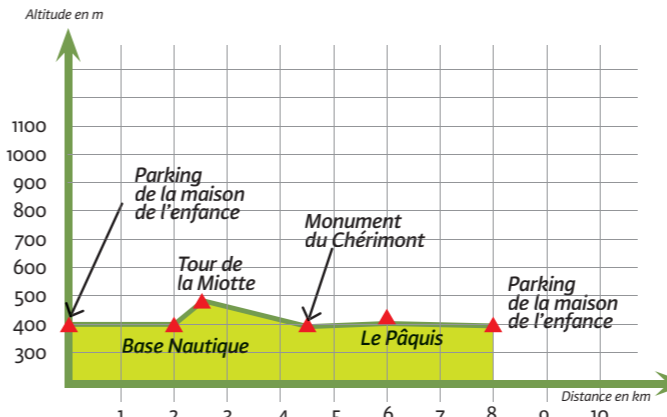 Altitude en m
1100
1000
900
800
700
600
500
400
300
Parking
de la maison
de l'enfance
Base Nautique
Tour de
la Miotte
Monument
du Chérimont
Le Pâquis
Parking
de la maison
de l'enfance
1 2 3 4 5 6 7 8 9 10
Distance en km